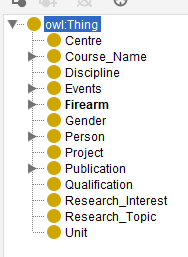 owl:Thing
Centre
Course_Name
Discipline
Events
Firearm
Gender
Person
Project
Publication
Qualification
Research_Interest
Research_Topic
Unit